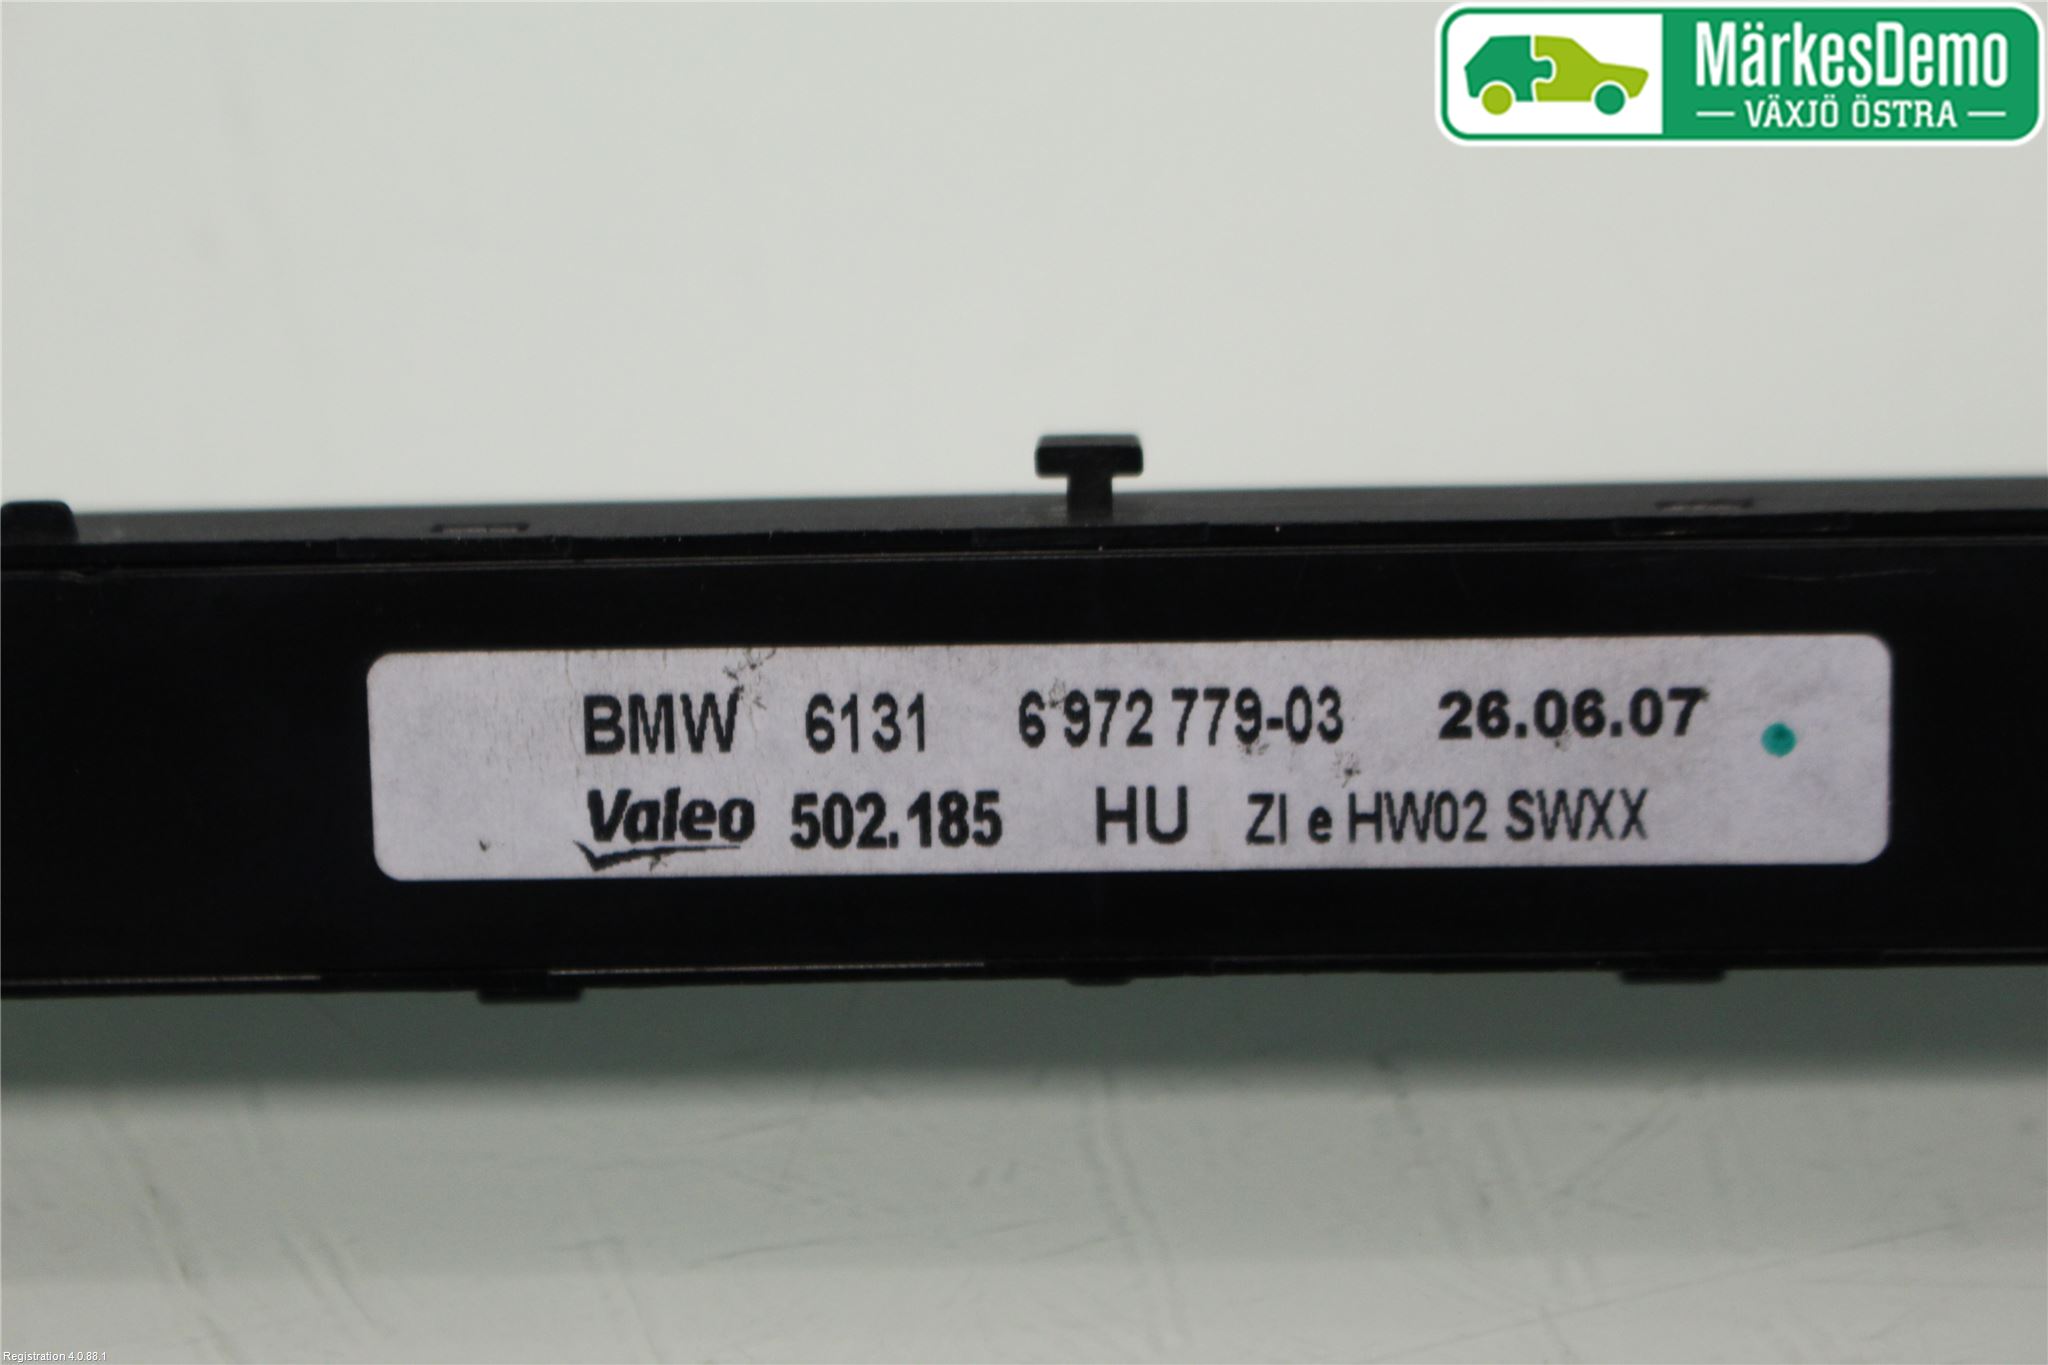 MärkesDemo
— VÄXJÖ ÖSTRA —
BMW 6131 6 972 779-03 26.06.07
Valeo 502.185 HU ZI e HW02 SWXX
Registration 4.0.88.1